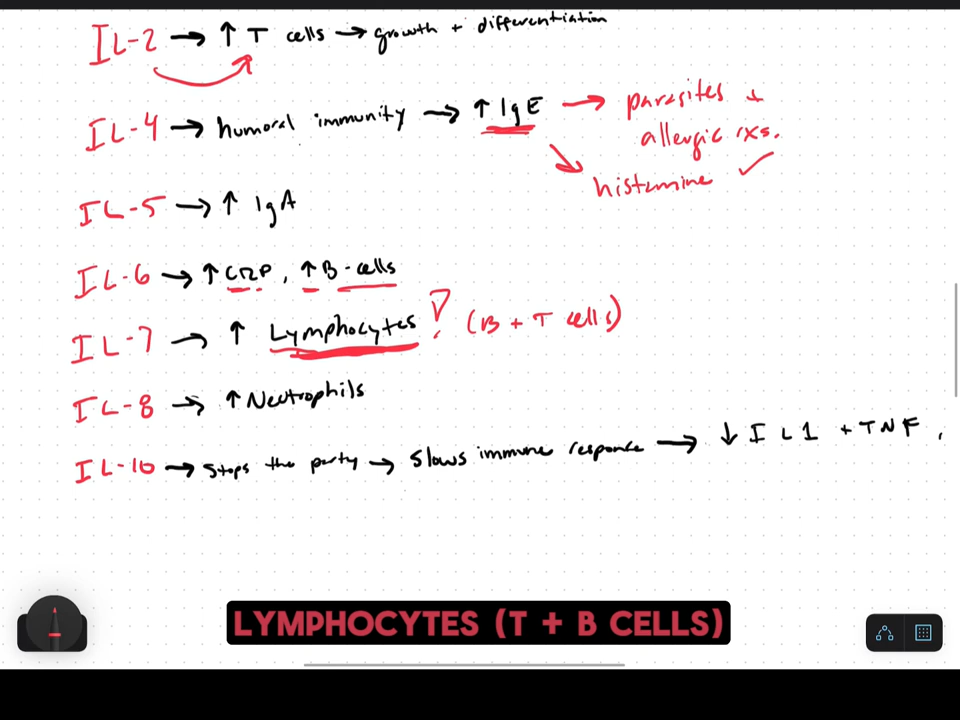 IL-2 → ↑ T cells → growth + differentiation
IL-4 → humoral immunity → ↑ IgE → parasites +
allergic rxs.
histamine ✓
IL-5 → ↑ IgA
IL-6 → ↑ CRP, ↑ B-cells
IL-7 → ↑ Lymphocytes! (B + T cells)
IL-8 → ↑ Neutrophils
IL-10 → Stops the party → Slows immune response → ↓ IL1 + TNF,
LYMPHOCYTES (T + B CELLS)